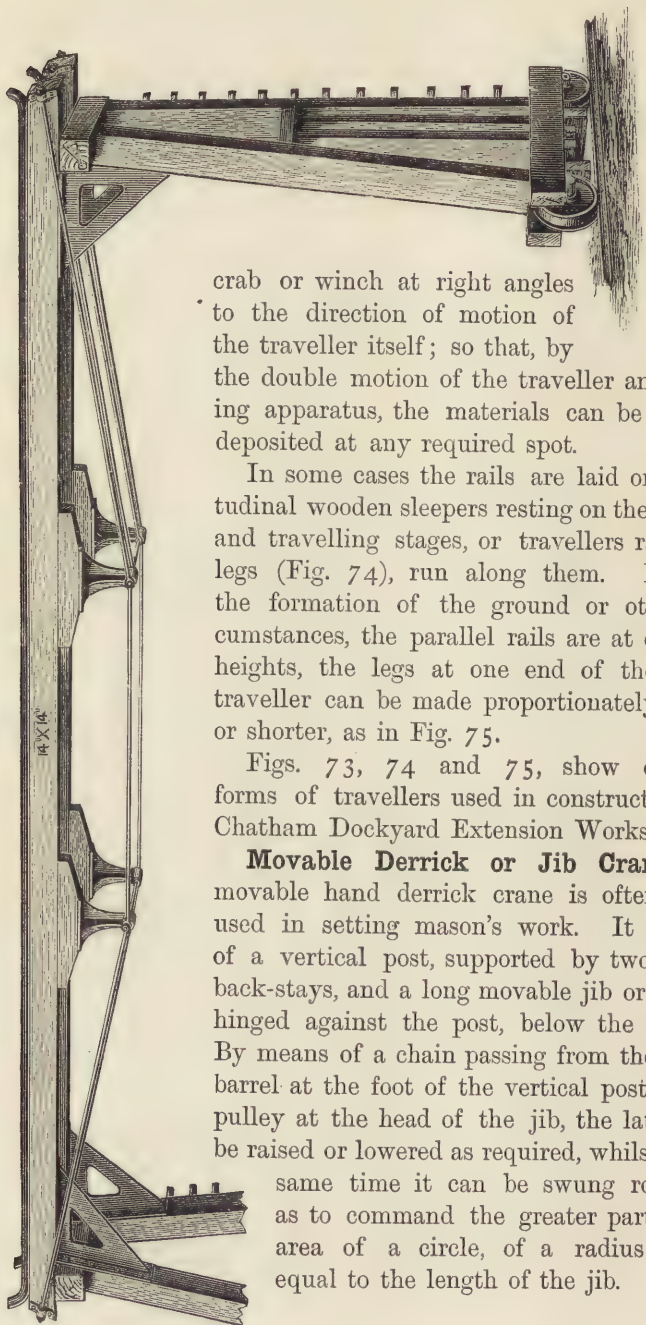 crab or winch at right angles
to the direction of motion of
the traveller itself; so that, by
the double motion of the traveller an
ing apparatus, the materials can be
deposited at any required spot.
In some cases the rails are laid on
tudinal wooden sleepers resting on the
and travelling stages, or travellers r
legs (Fig. 74), run along them. I
the formation of the ground or ot
cumstances, the parallel rails are at
heights, the legs at one end of th
traveller can be made proportionately
or shorter, as in Fig. 75.
Figs. 73, 74 and 75, show
forms of travellers used in construct
Chatham Dockyard Extension Works
Movable Derrick or Jib Cran
movable hand derrick crane is ofte
used in setting mason's work. It
of a vertical post, supported by two
back-stays, and a long movable jib or
hinged against the post, below the
By means of a chain passing from the
barrel at the foot of the vertical post
pulley at the head of the jib, the lat
be raised or lowered as required, whils
same time it can be swung ro
as to command the greater part
area of a circle, of a radius
equal to the length of the jib.
14" X 14"